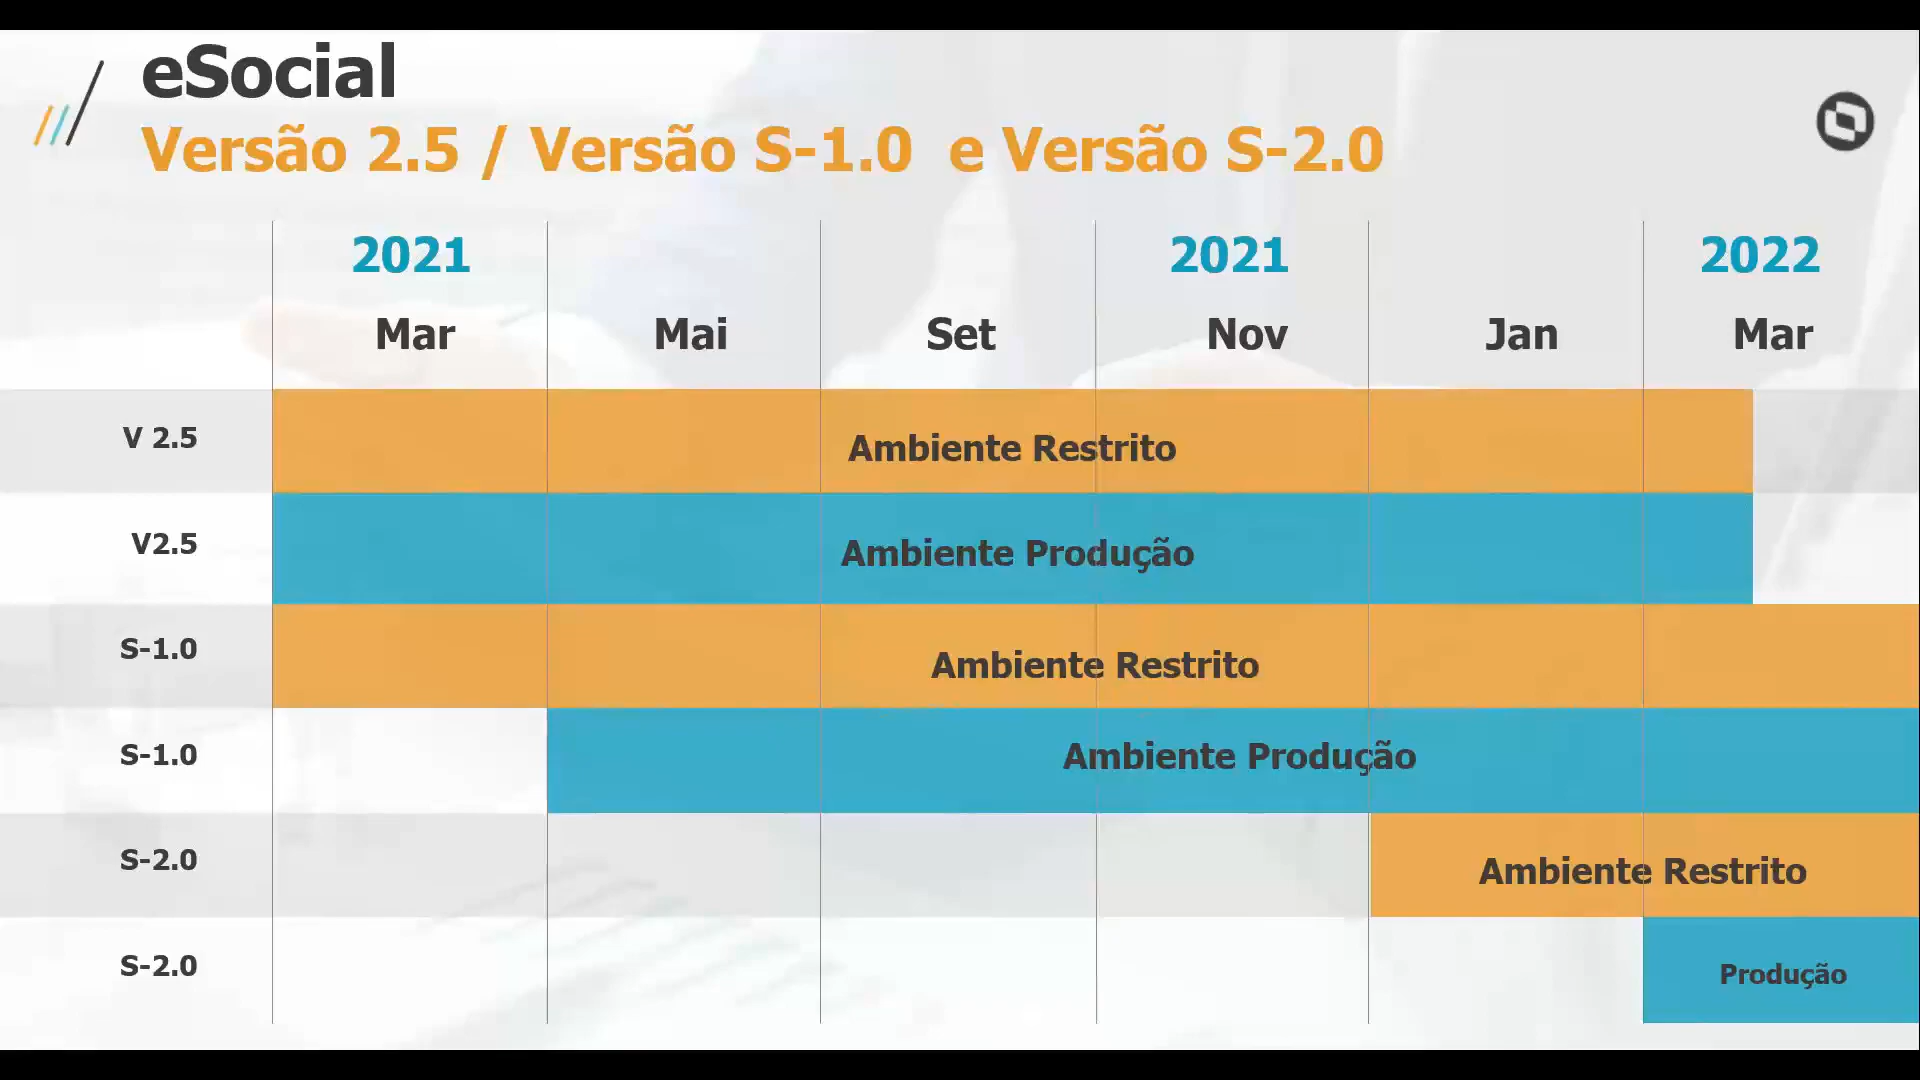 eSocial
Versão 2.5 / Versão S-1.0 e Versão S-2.0
2021 2021 2022
Mar Mai Set Nov Jan Mar
V 2.5 Ambiente Restrito
V2.5 Ambiente Produção
S-1.0 Ambiente Restrito
S-1.0 Ambiente Produção
S-2.0 Ambiente Restrito
S-2.0 Produção